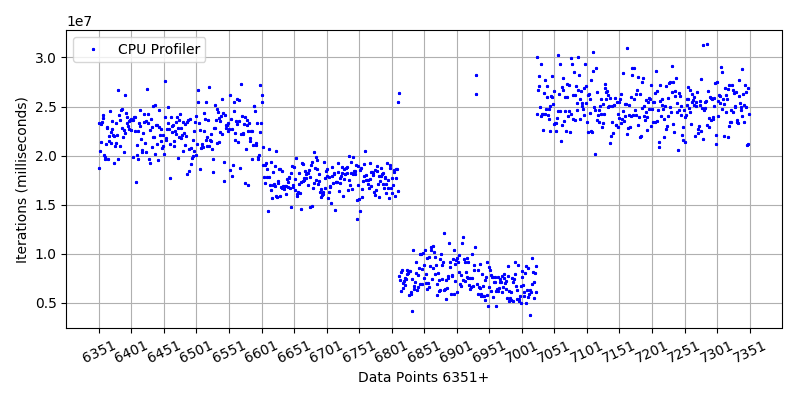 1e7
CPU Profiler
3.0
2.5
2.0
1.5
1.0
0.5
Iterations (milliseconds)
6351 6401 6451 6501 6551 6601 6651 6701 6751 6801 6851 6901 6951 7001 7051 7101 7151 7201 7251 7301 7351
Data Points 6351+